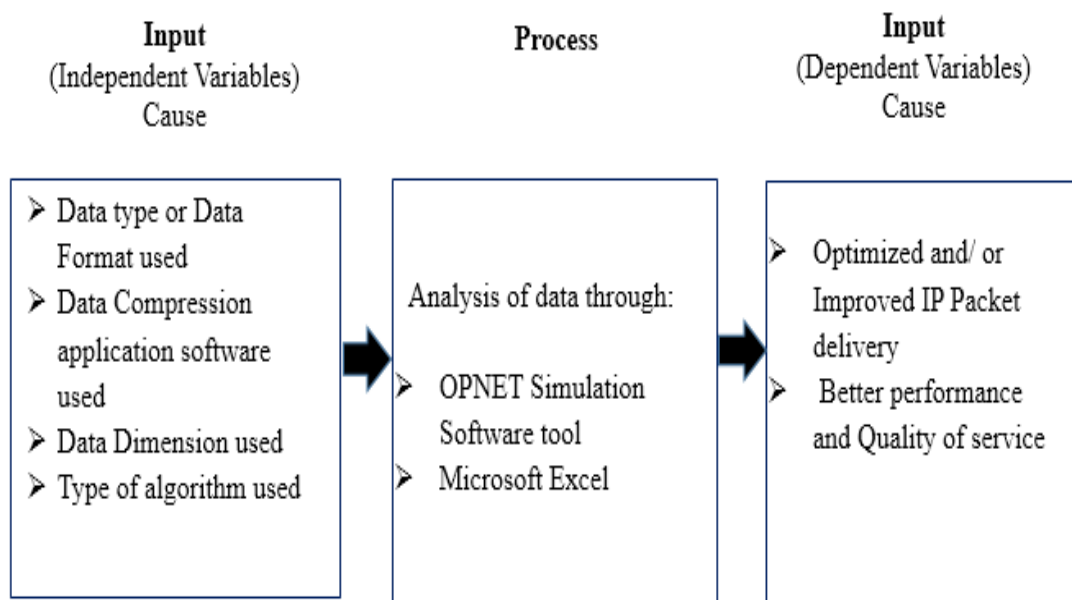 Input
(Independent Variables)
Cause
Process
Input
(Dependent Variables)
Cause
➢ Data type or Data
Format used
➢ Data Compression
application software
used
➢ Data Dimension used
➢ Type of algorithm used
Analysis of data through:
➢ OPNET Simulation
Software tool
➢ Microsoft Excel
➢ Optimized and/ or
Improved IP Packet
delivery
➢ Better performance
and Quality of service